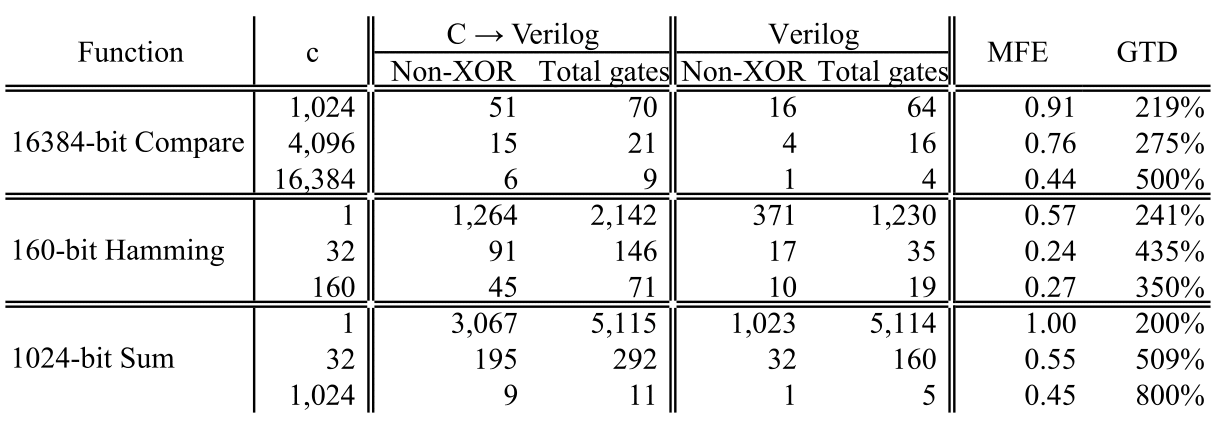 Function c C → Verilog Verilog MFE GTD
Non-XOR Total gates Non-XOR Total gates
16384-bit Compare 1,024 51 70 16 64 0.91 219%
4,096 15 21 4 16 0.76 275%
16,384 6 9 1 4 0.44 500%
160-bit Hamming 1 1,264 2,142 371 1,230 0.57 241%
32 91 146 17 35 0.24 435%
160 45 71 10 19 0.27 350%
1024-bit Sum 1 3,067 5,115 1,023 5,114 1.00 200%
32 195 292 32 160 0.55 509%
1,024 9 11 1 5 0.45 800%